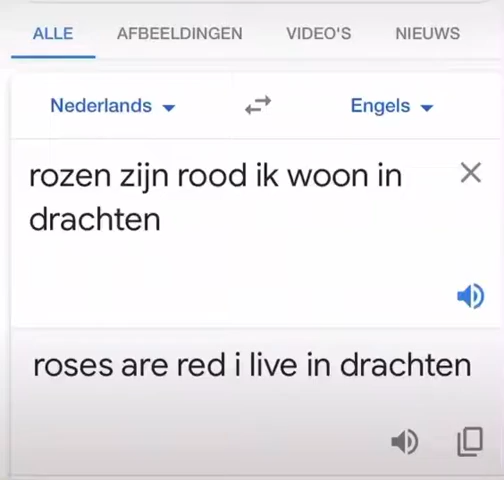 ALLE AFBEELDINGEN VIDEO'S NIEUWS
Nederlands Engels
rozen zijn rood ik woon in
drachten
roses are red i live in drachten